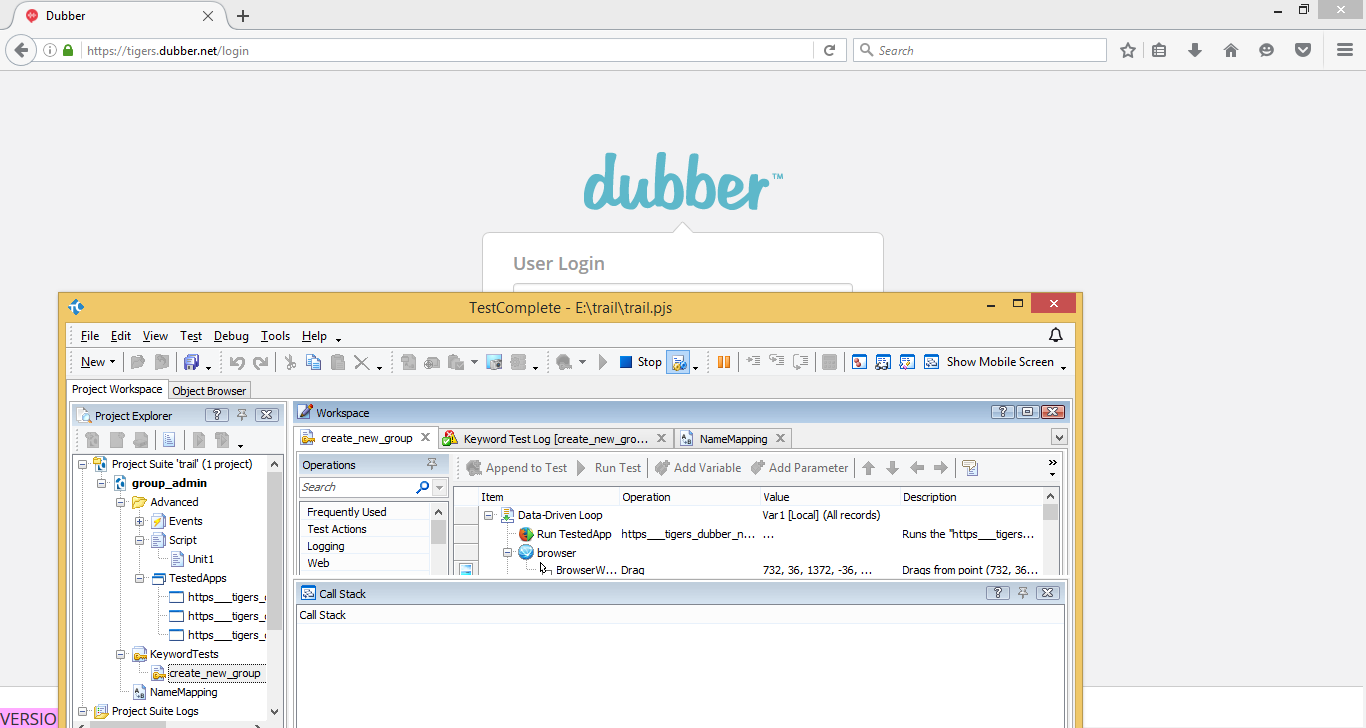 Dubber
https://tigers.dubber.net/login
Search
dubber™
User Login
TestComplete - E:\trail\trail.pjs
File Edit View Test Debug Tools Help
New Stop Show Mobile Screen
Project Workspace Object Browser
Project Explorer
Workspace
create_new_group Keyword Test Log [create_new_gro... NameMapping
Operations
Append to Test Run Test Add Variable Add Parameter
Search
Item Operation Value Description
Frequently Used
Test Actions
Logging
Web
Data-Driven Loop Var1 [Local] (All records)
Run TestedApp https___tigers_dubber_n... ... Runs the "https___tigers...
browser
BrowserW... Drag 732, 36, 1372, -36, ... Drags from point (732, 36...
Project Suite 'trail' (1 project)
group_admin
Advanced
Events
Script
Unit1
TestedApps
https___tigers_
https___tigers_
https___tigers_
KeywordTests
create_new_group
NameMapping
Project Suite Logs
Call Stack
Call Stack
VERSIO